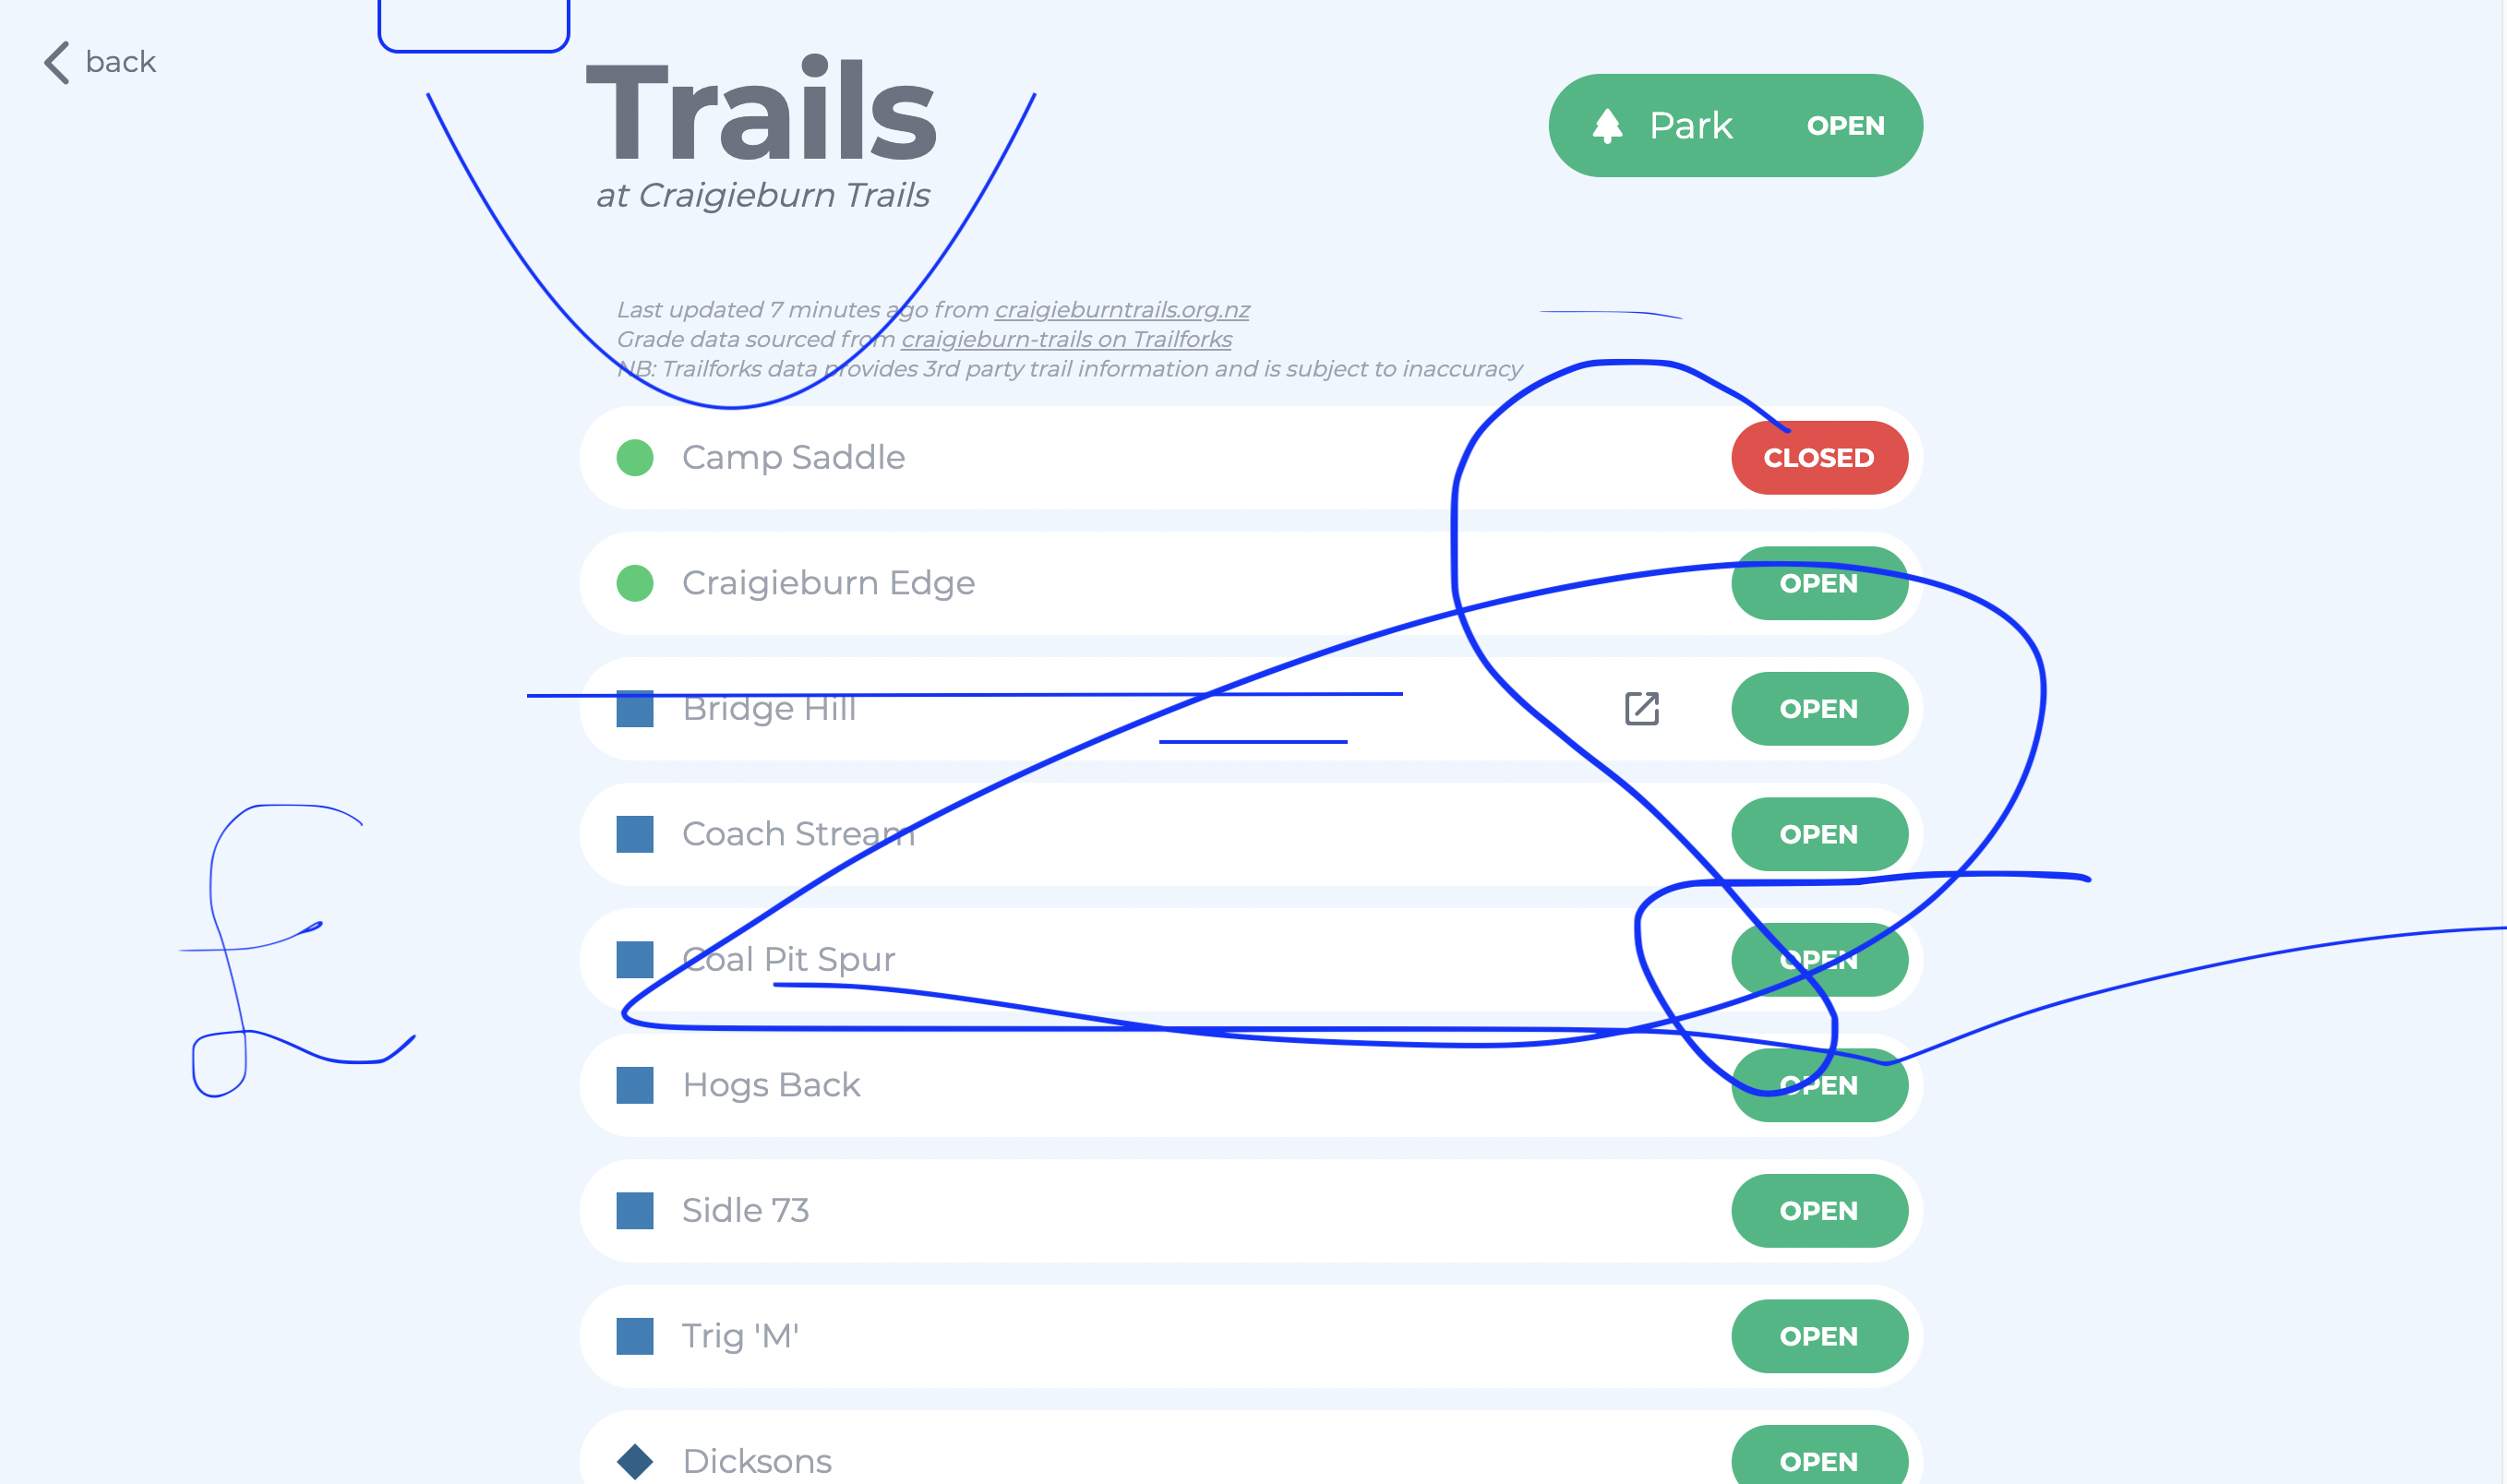 back
Trails
at Craigieburn Trails
Park OPEN
Last updated 7 minutes ago from craigieburntrails.org.nz
Grade data sourced from craigieburn-trails on Trailforks
NB: Trailforks data provides 3rd party trail information and is subject to inaccuracy
Camp Saddle CLOSED
Craigieburn Edge OPEN
Bridge Hill OPEN
Coach Stream OPEN
£
Coal Pit Spur OPEN
Hogs Back OPEN
Sidle 73 OPEN
Trig 'M' OPEN
Dicksons OPEN